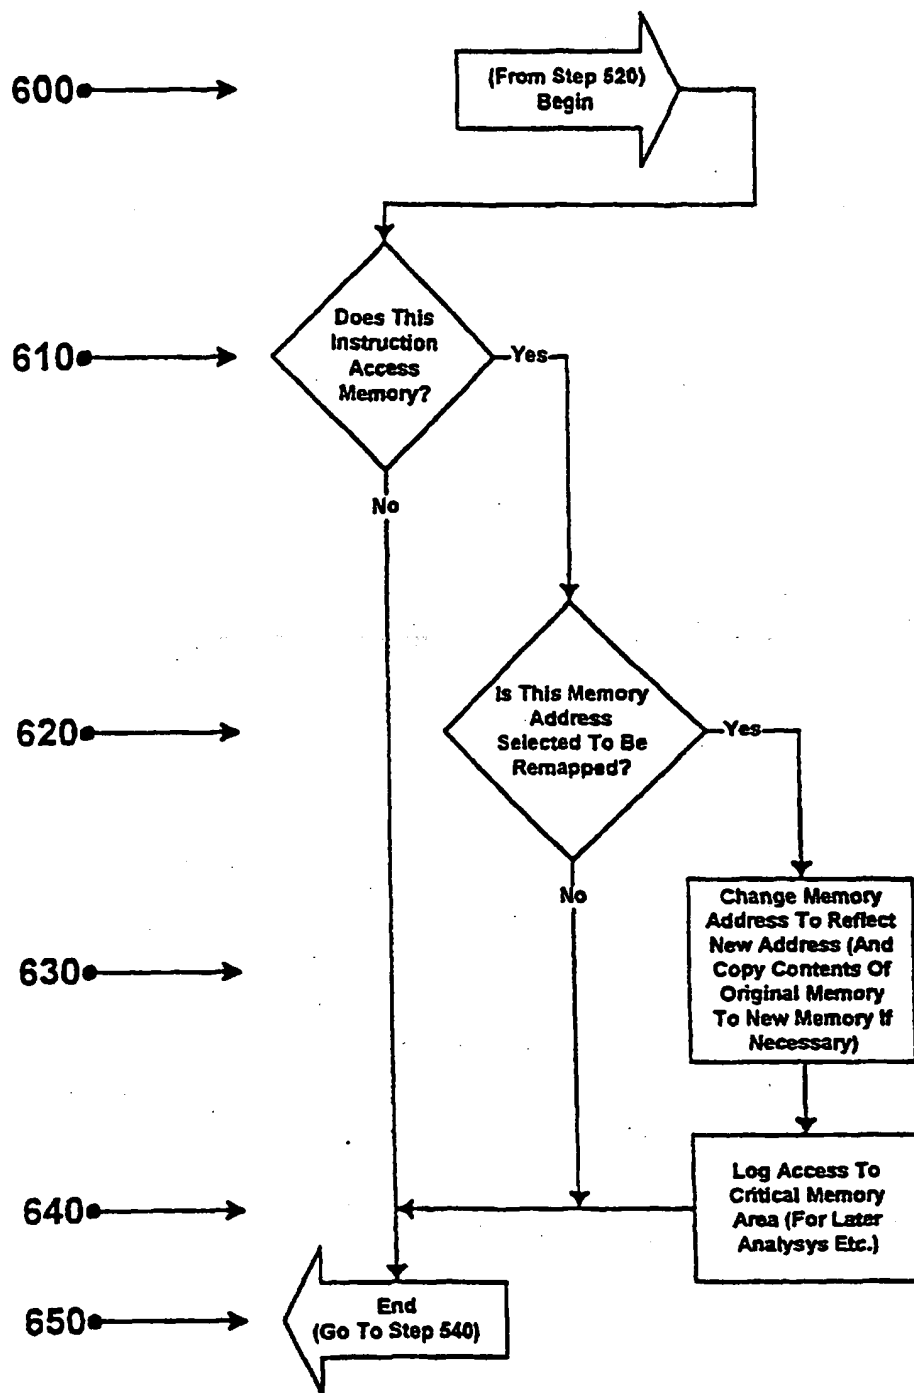 600
(From Step 520)
Begin
610
Does This
Instruction
Access
Memory?
Yes
No
620
Is This Memory
Address
Selected To Be
Remapped?
Yes
No
630
Change Memory
Address To Reflect
New Address (And
Copy Contents Of
Original Memory
To New Memory If
Necessary)
640
Log Access To
Critical Memory
Area (For Later
Analysys Etc.)
650
End
(Go To Step 540)